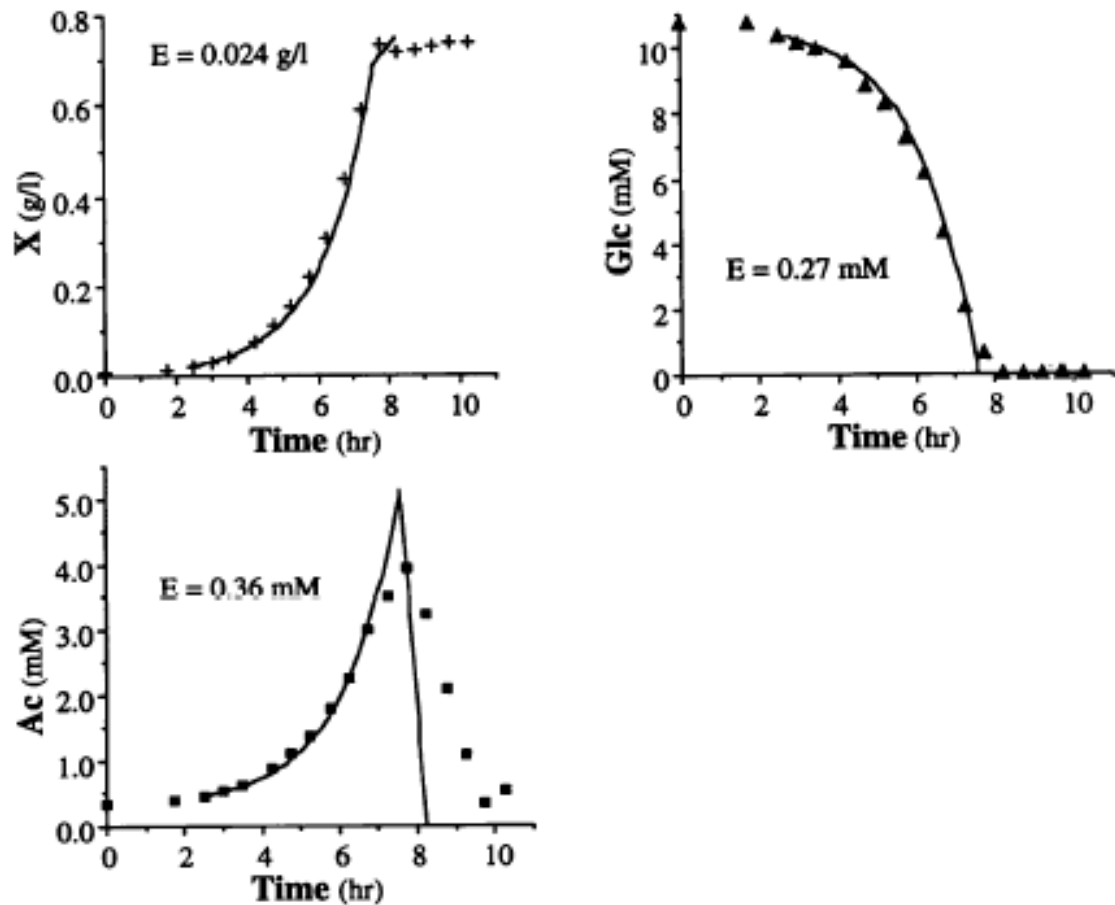 0.8
E = 0.024 g/l
0.6
0.4
0.2
0.0
X (g/l)
0 2 4 6 8 10
Time (hr)
10
8
6
4
2
0
Glc (mM)
E = 0.27 mM
0 2 4 6 8 10
Time (hr)
5.0
4.0
3.0
2.0
1.0
0.0
Ac (mM)
E = 0.36 mM
0 2 4 6 8 10
Time (hr)